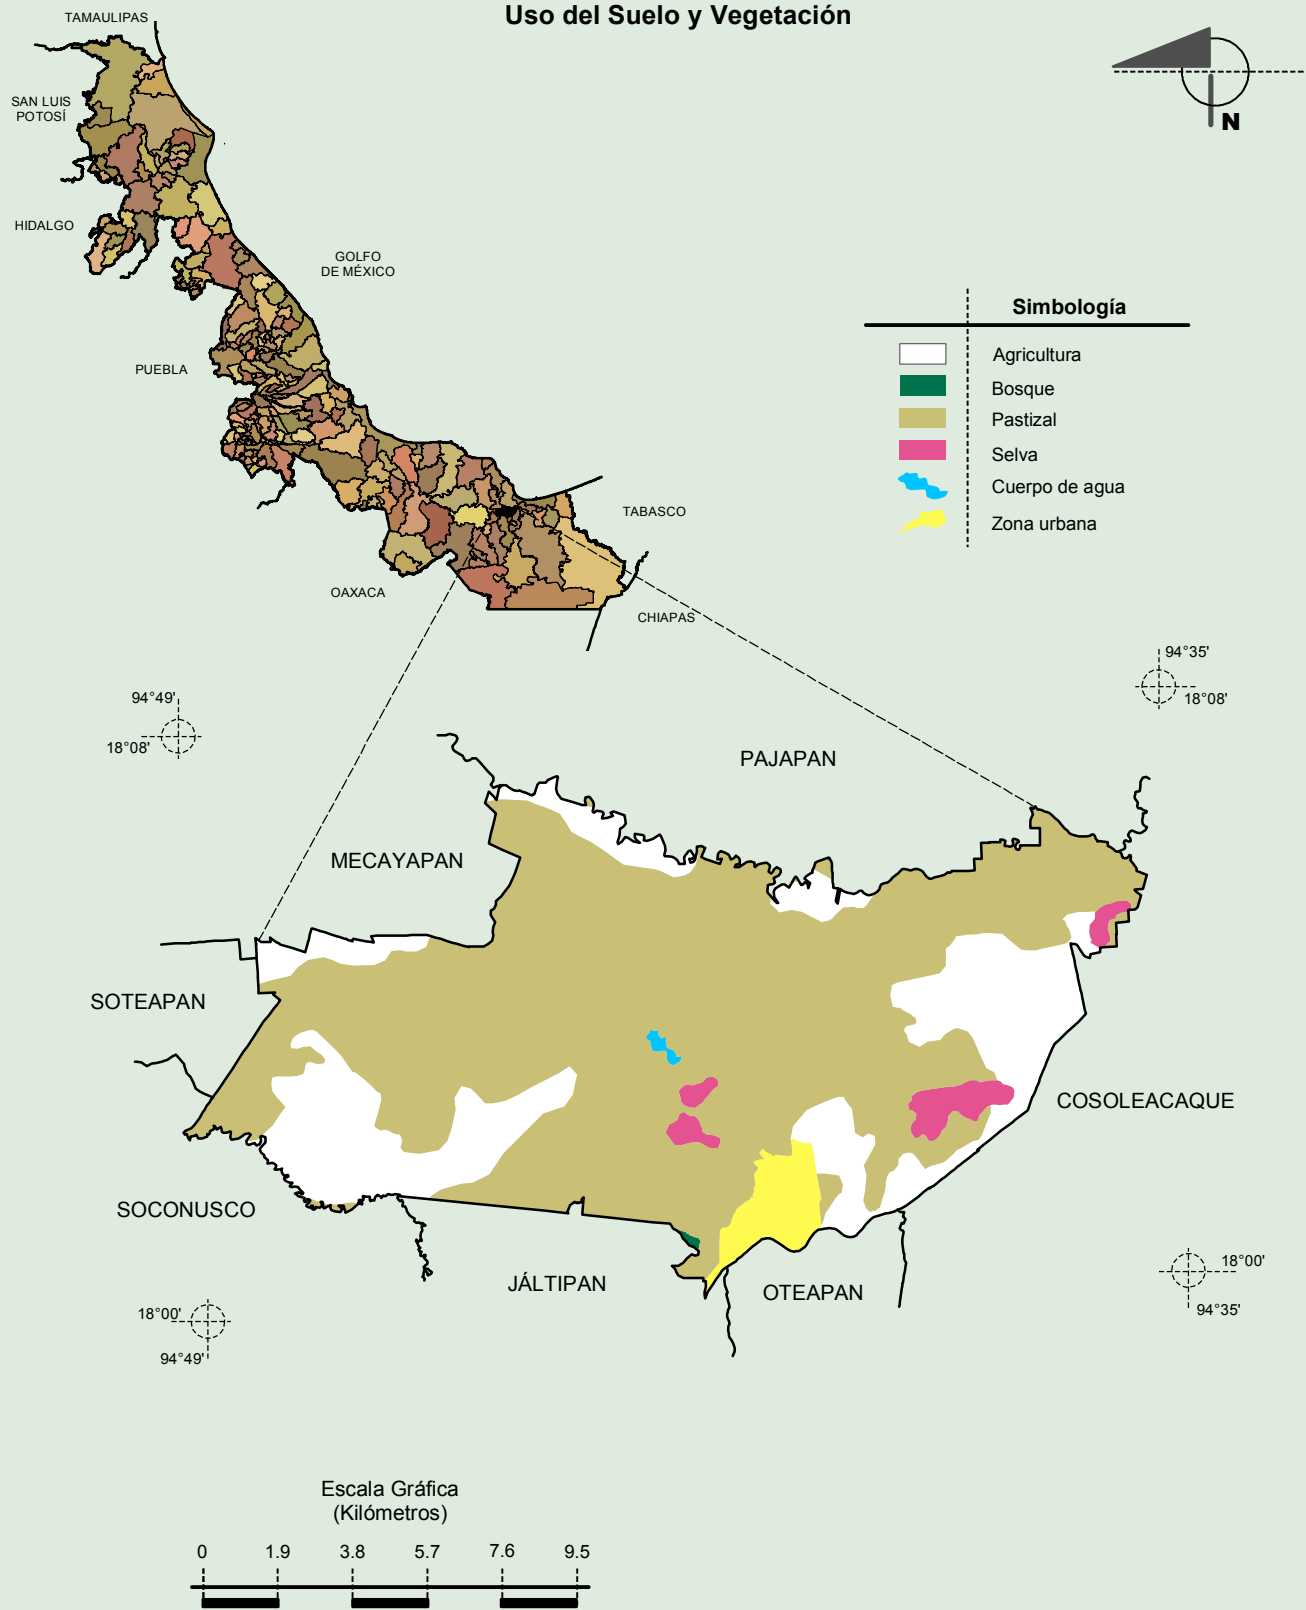 Uso del Suelo y Vegetación
TAMAULIPAS
SAN LUIS
POTOSÍ
HIDALGO
GOLFO
DE MÉXICO
PUEBLA
TABASCO
OAXACA
CHIAPAS
N
Simbología
Agricultura
Bosque
Pastizal
Selva
Cuerpo de agua
Zona urbana
94°35'
18°08'
94°49'
18°08'
PAJAPAN
MECAYAPAN
SOTEAPAN
COSOLEACAQUE
SOCONUSCO
JÁLTIPAN
OTEAPAN
18°00'
94°35'
18°00'
94°49'
Escala Gráfica
(Kilómetros)
0 1.9 3.8 5.7 7.6 9.5